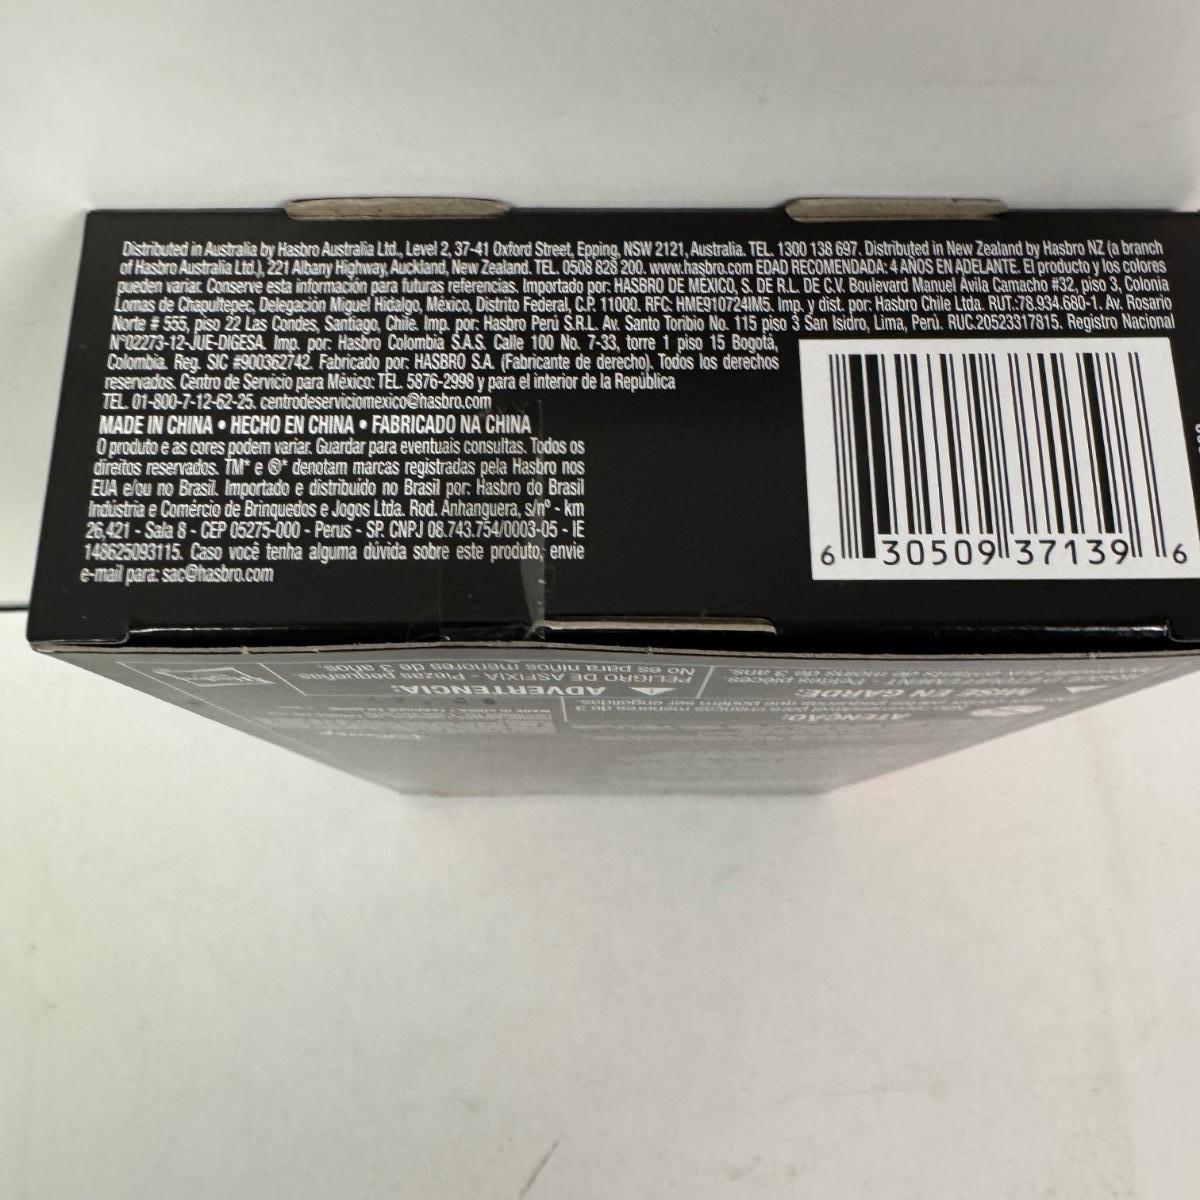 Distributed in Australia by Hasbro Australia Ltd., Level 2, 37-41 Oxford Street, Epping, NSW 2121, Australia. TEL. 1300 138 697. Distributed in New Zealand by Hasbro NZ (a branch
of Hasbro Australia Ltd.), 221 Albany Highway, Auckland, New Zealand. TEL. 0508 828 200. www.hasbro.com EDAD RECOMENDADA: 4 AÑOS EN ADELANTE. El producto y los colores
pueden variar. Conserve esta información para futuras referencias. Importado por: HASBRO DE MÉXICO, S. DE R.L. DE C.V. Boulevard Manuel Ávila Camacho #32, piso 3, Colonia
Lomas de Chapultepec, Delegación Miguel Hidalgo, México, Distrito Federal, C.P. 11000. RFC: HME910724IM5. Imp. y dist. por: Hasbro Chile Ltda. RUT.:78.934.680-1. Av. Rosario
Norte # 555, piso 22 Las Condes, Santiago, Chile. Imp. por: Hasbro Perú S.R.L. Av. Santo Toribio No. 115 piso 3 San Isidro, Lima, Perú. RUC.20523317815. Registro Nacional
N°02273-12-JUE-DIGESA. Imp. por: Hasbro Colombia S.A.S. Calle 100 No. 7-33, torre 1 piso 15 Bogotá,
Colombia. Reg. SIC #900362742. Fabricado por: HASBRO S.A. (Fabricante de derecho). Todos los derechos
reservados. Centro de Servicio para México: TEL. 5876-2998 y para el interior de la República
TEL. 01-800-7-12-62-25. centrodeserviciomexico@hasbro.com
MADE IN CHINA • HECHO EN CHINA • FABRICADO NA CHINA
O produto e as cores podem variar. Guardar para eventuais consultas. Todos os
direitos reservados. TM* e ®* denotam marcas registradas pela Hasbro nos
EUA e/ou no Brasil. Importado e distribuído no Brasil por: Hasbro do Brasil
Indústria e Comércio de Brinquedos e Jogos Ltda. Rod. Anhanguera, s/nº - km
26,421 - Sala 8 - CEP 05275-000 - Perus - SP. CNPJ 08.743.754/0003-05 - IE
148625093115. Caso você tenha alguma dúvida sobre este produto, envie
e-mail para: sac@hasbro.com
6 30509 37139 6
ADVERTENCIA:
PELIGRO DE ASFIXIA - Piezas pequeñas.
No es para niños menores de 3 años.
MISE EN GARDE:
ATENÇÃO: